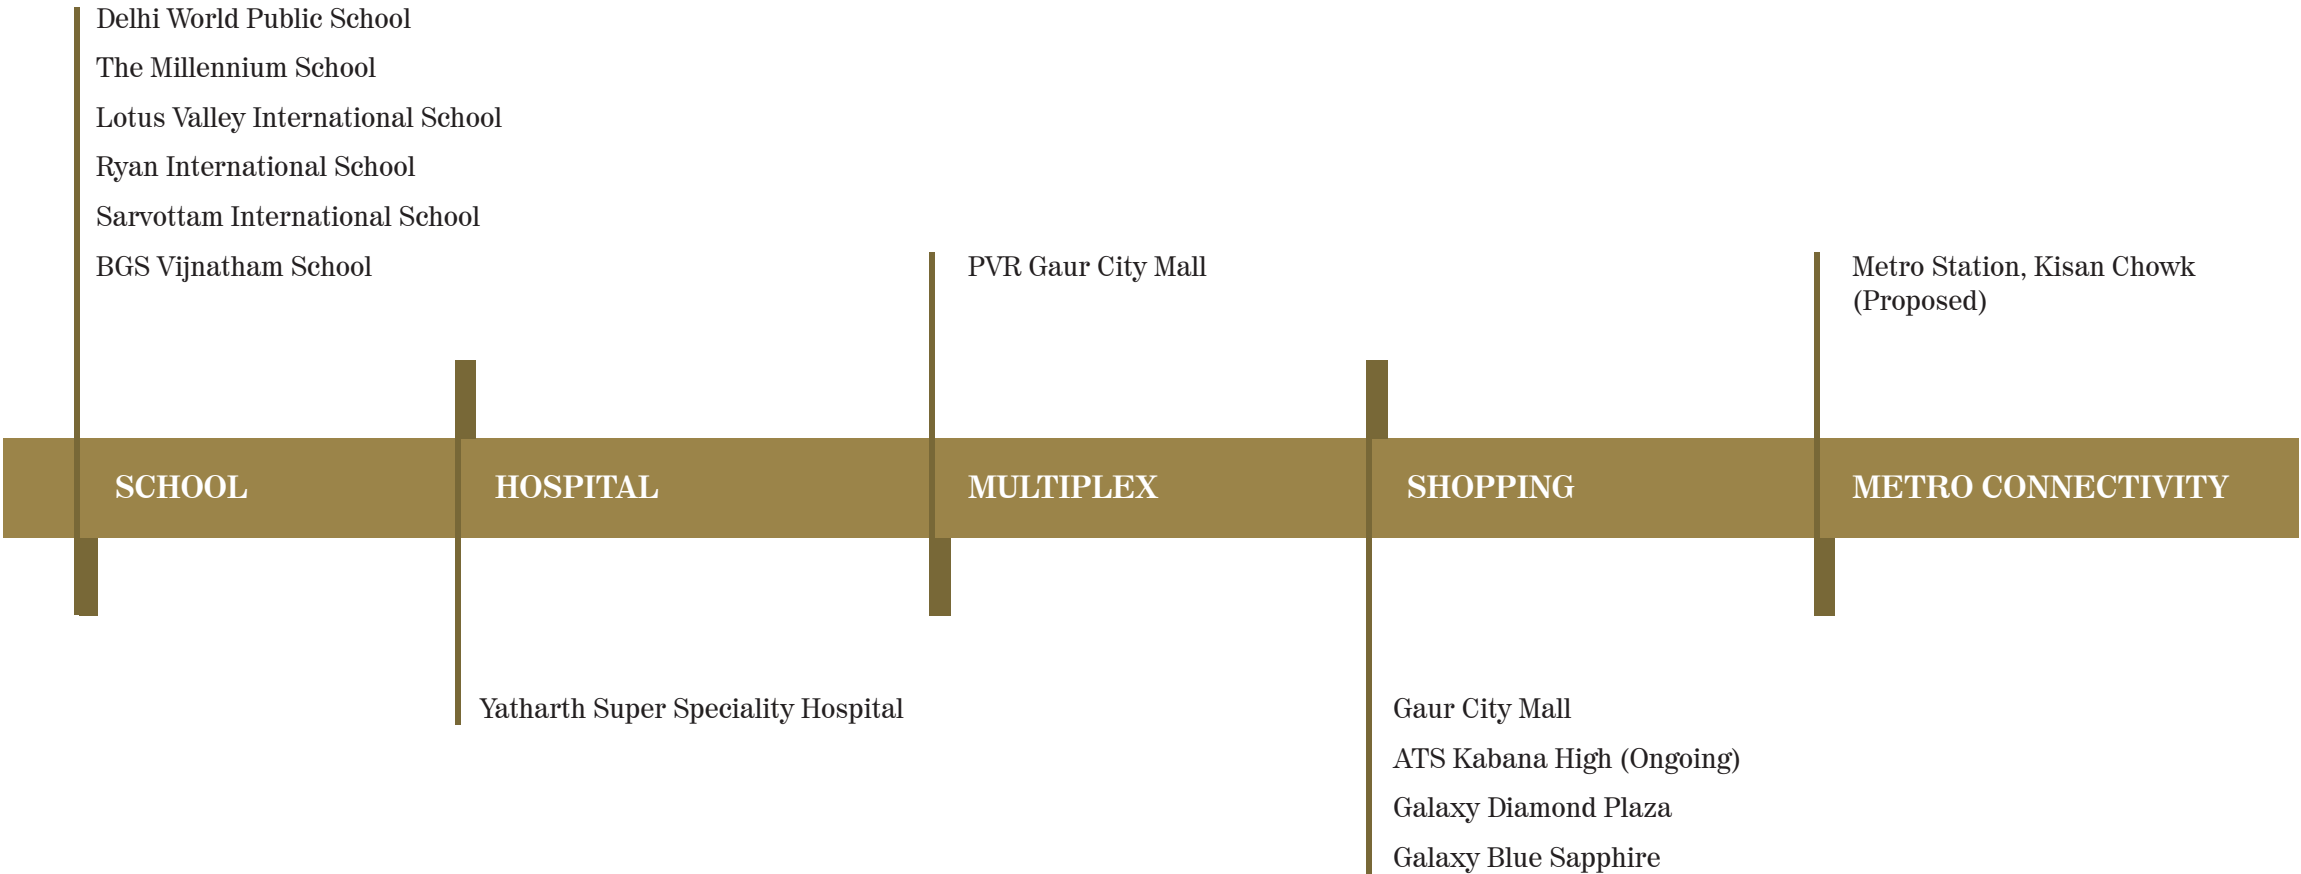 Delhi World Public School
The Millennium School
Lotus Valley International School
Ryan International School
Sarvottam International School
BGS Vijnatham School
PVR Gaur City Mall
Metro Station, Kisan Chowk
(Proposed)
SCHOOL
HOSPITAL
MULTIPLEX
SHOPPING
METRO CONNECTIVITY
Yatharth Super Speciality Hospital
Gaur City Mall
ATS Kabana High (Ongoing)
Galaxy Diamond Plaza
Galaxy Blue Sapphire